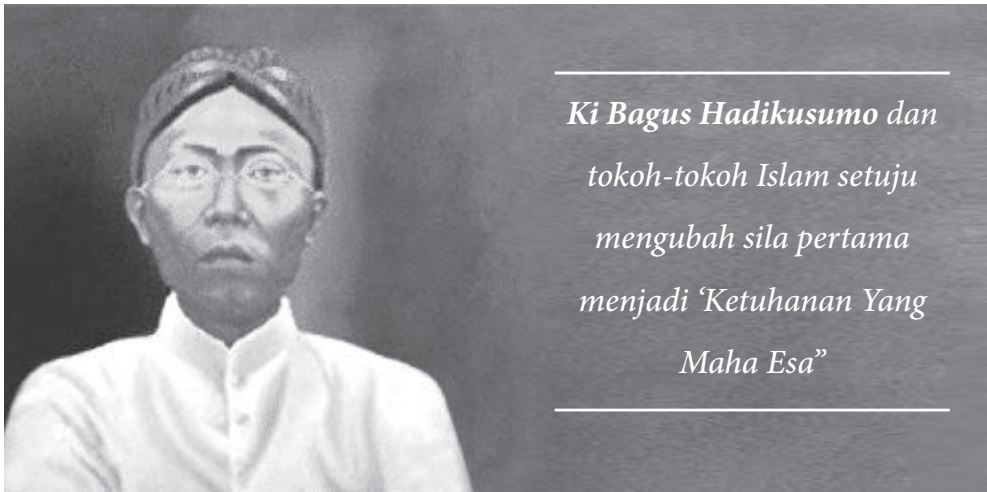 Ki Bagus Hadikusumo dan
tokoh-tokoh Islam setuju
mengubah sila pertama
menjadi ‘Ketuhanan Yang
Maha Esa”